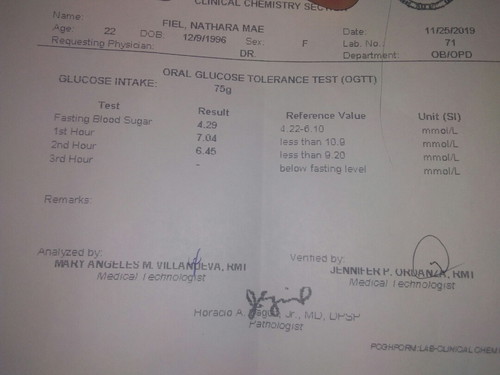 CLINICAL CHEMISTRY SECTION
Name: FIEL, NATHARA MAE Date: 11/25/2019
Age: 22 DOB: 12/9/1996 Sex: F Lab. No.: 71
Requesting Physician: DR. Department: OB/OPD
ORAL GLUCOSE TOLERANCE TEST (OGTT)
GLUCOSE INTAKE: 75g
Test Result Reference Value Unit (SI)
Fasting Blood Sugar 4.29 4.22-6.10 mmol/L
1st Hour 7.04 less than 10.9 mmol/L
2nd Hour 6.45 less than 9.20 mmol/L
3rd Hour - below fasting level mmol/L
Remarks:
Analyzed by: Verified by:
MARY ANGELES M. VILLANUEVA, RMT JENNIFER P. ORDANZA, RMT
Medical Technologist Medical Technologist
Horacio A. Jr., MD, DPSP
Pathologist